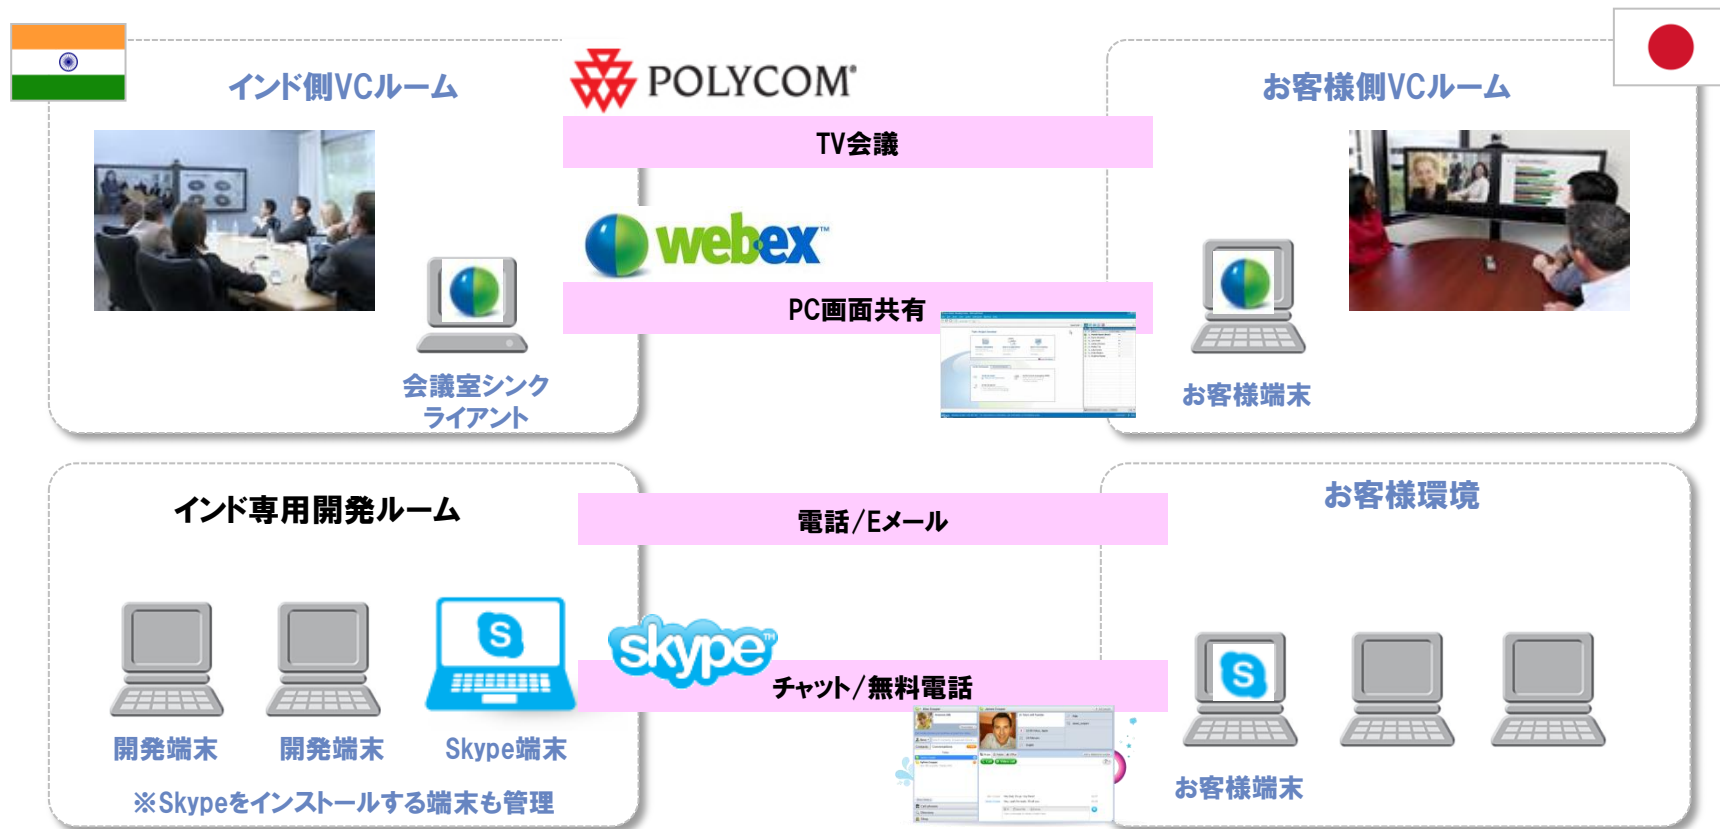 インド側VCルーム
POLYCOM®
お客様側VCルーム
TV会議
webex™
PC画面共有
会議室シンク
ライアント
お客様端末
インド専用開発ルーム
お客様環境
電話/Eメール
skype™
チャット/無料電話
開発端末
開発端末
Skype端末
お客様端末
※Skypeをインストールする端末も管理